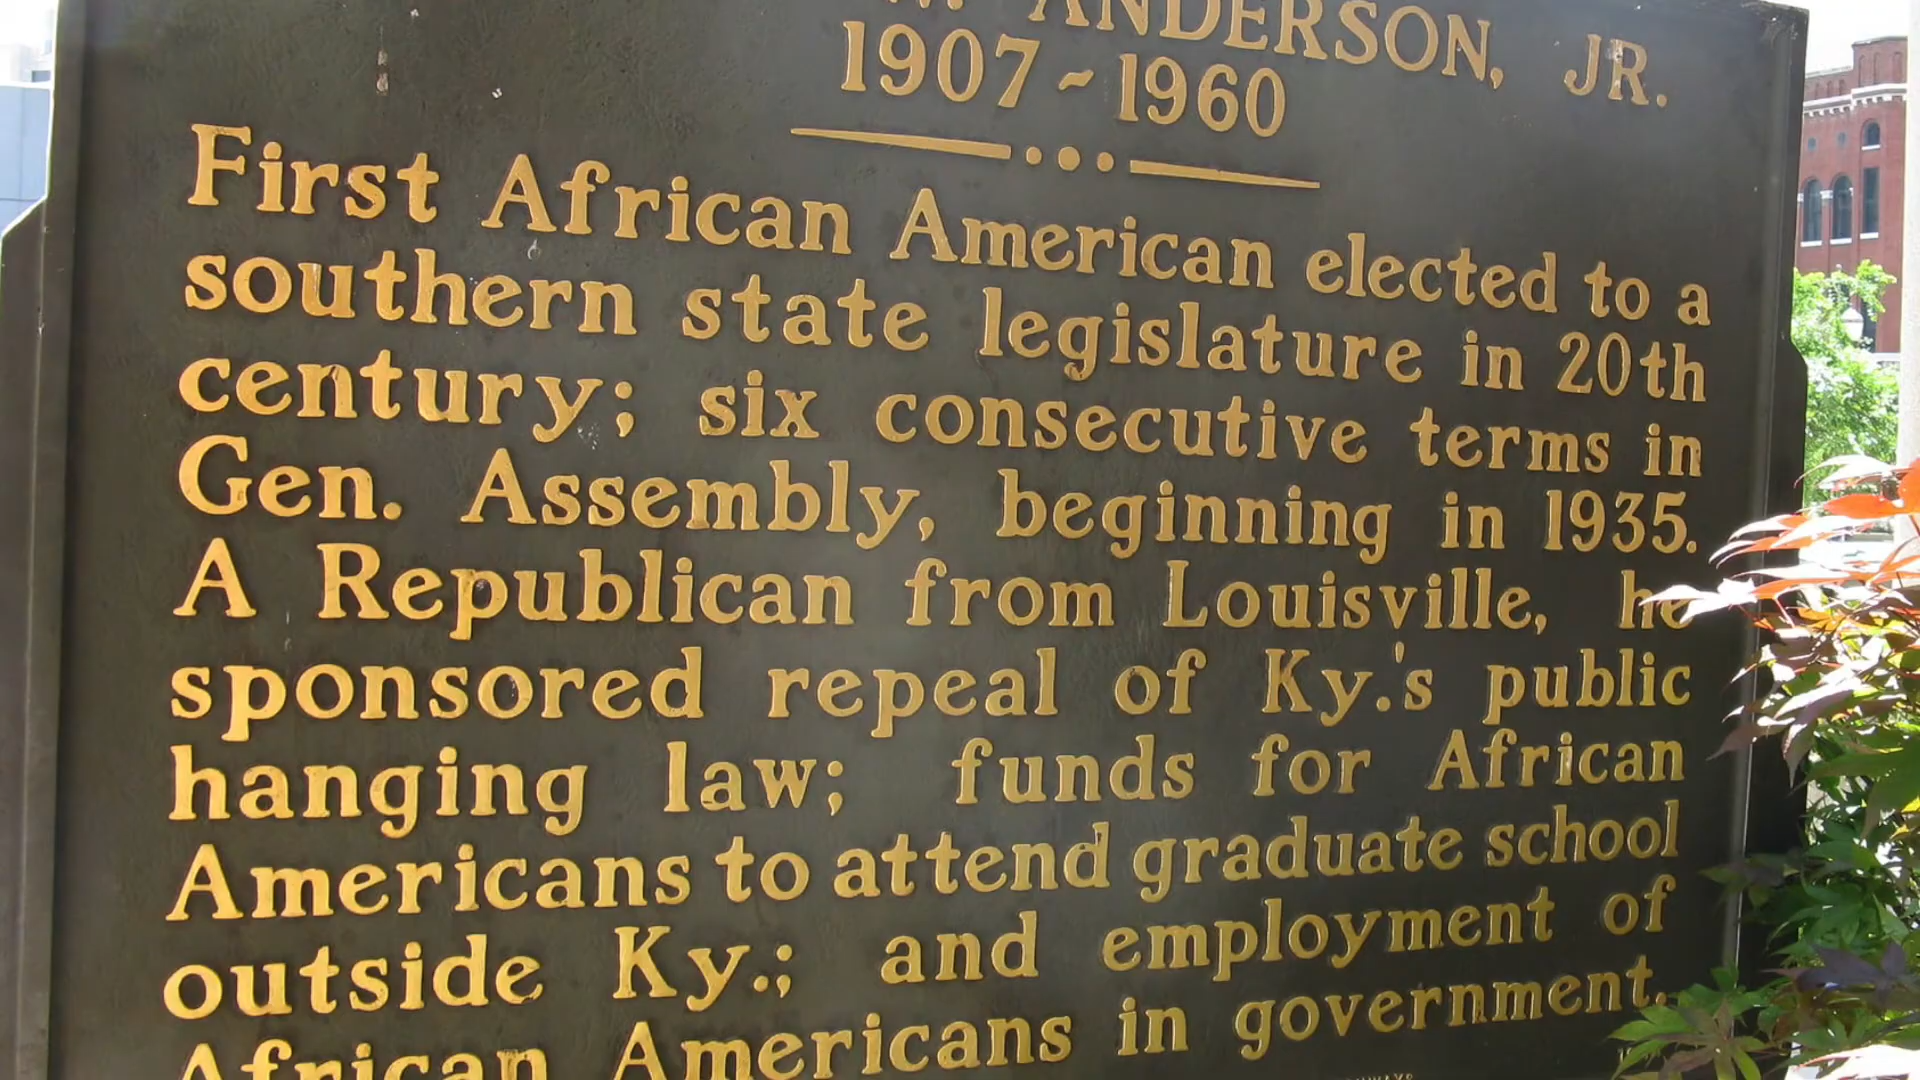 ANDERSON, JR.
1907~1960
First African American elected to a
southern state legislature in 20th
century; six consecutive terms in
Gen. Assembly, beginning in 1935.
A Republican from Louisville, he
sponsored repeal of Ky.'s public
hanging law; funds for African
Americans to attend graduate school
outside Ky.; and employment of
African Americans in government.